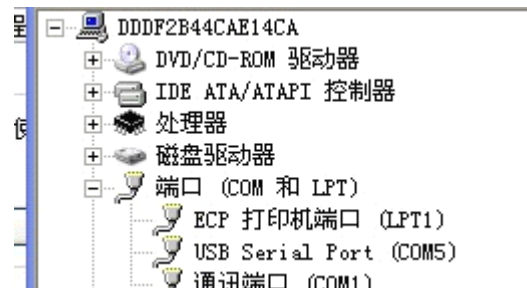 DDDF2B44CAE14CA
DVD/CD-ROM 驱动器
IDE ATA/ATAPI 控制器
处理器
磁盘驱动器
端口 (COM 和 LPT)
ECP 打印机端口 (LPT1)
USB Serial Port (COM5)
通讯端口 (COM1)